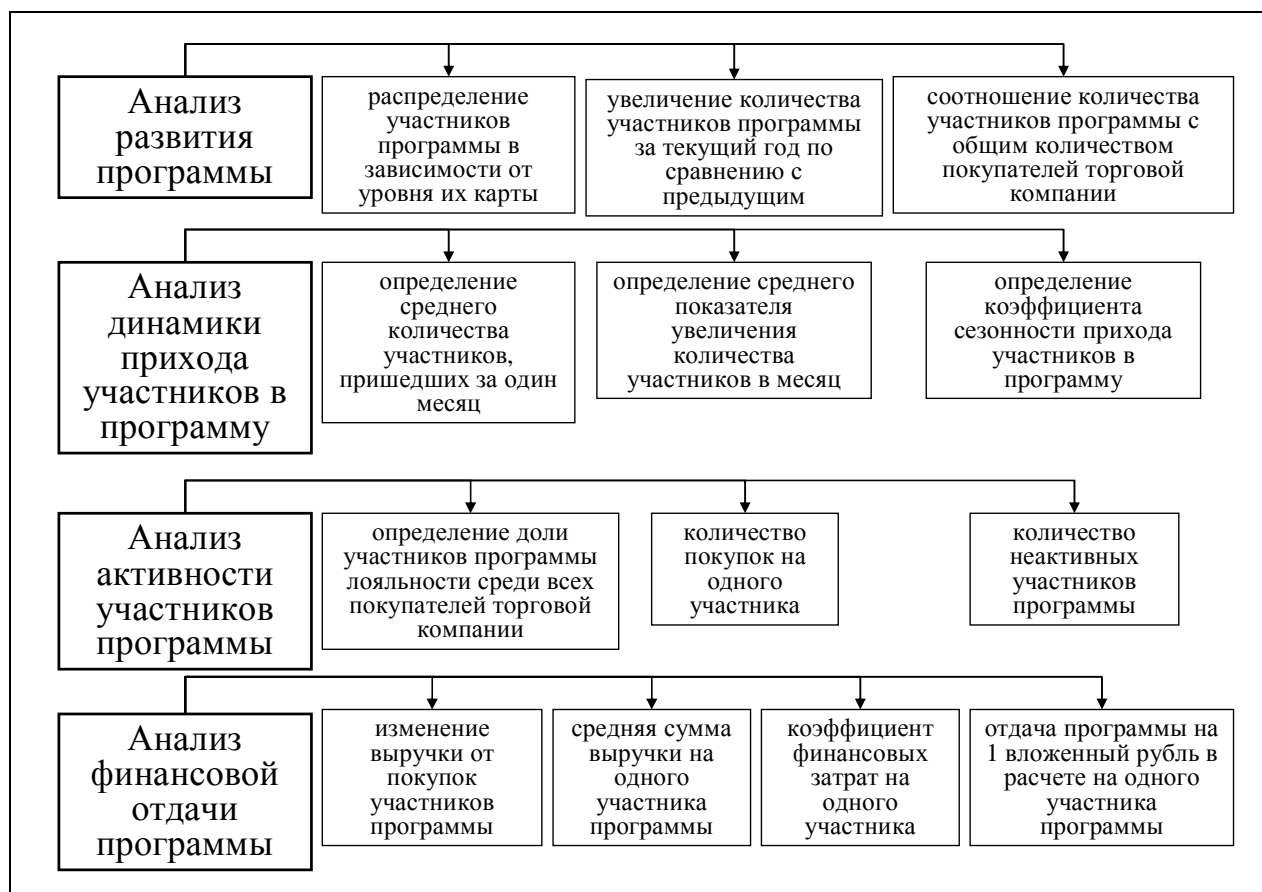 Анализ
развития
программы
распределение
участников
программы в
зависимости от
уровня их карты
увеличение количества
участников программы
за текущий год по
сравнению с
предыдущим
соотношение количества
участников программы с
общим количеством
покупателей торговой
компании
Анализ
динамики
прихода
участников в
программу
определение
среднего
количества
участников,
пришедших за один
месяц
определение среднего
показателя
увеличения
количества
участников в месяц
определение
коэффициента
сезонности прихода
участников в
программу
Анализ
активности
участников
программы
определение доли
участников программы
лояльности среди всех
покупателей торговой
компании
количество
покупок на
одного
участника
количество
неактивных
участников
программы
Анализ
финансовой
отдачи
программы
изменение
выручки от
покупок
участников
программы
средняя сумма
выручки на
одного
участника
программы
коэффициент
финансовых
затрат на
одного
участника
отдача программы на
1 вложенный рубль в
расчете на одного
участника
программы